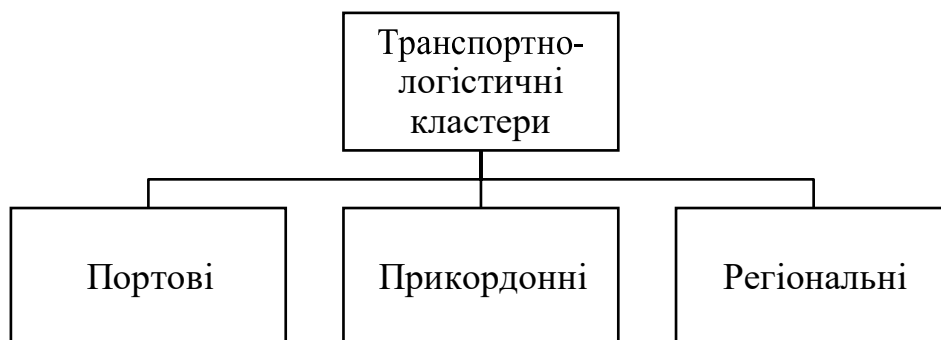 Транспортно-
логістичні
кластери
Портові
Прикордонні
Регіональні